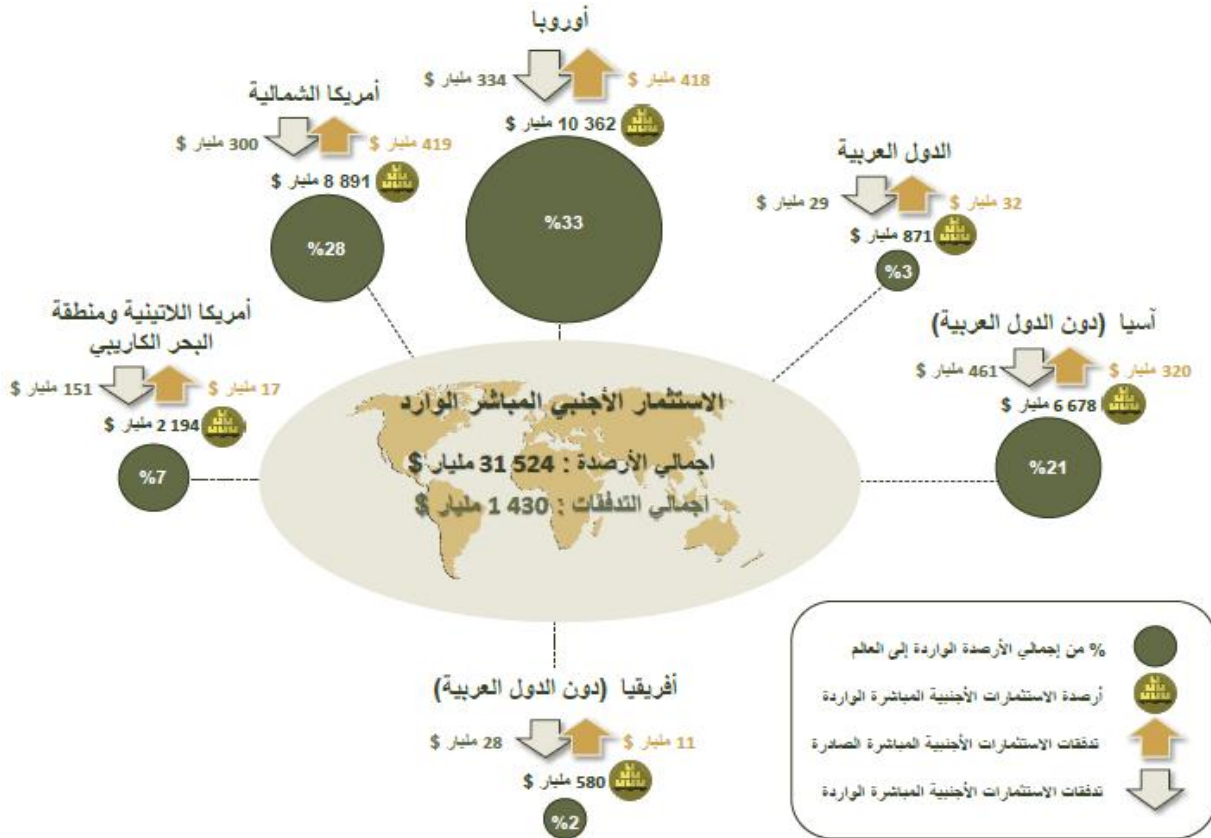 أوروبا
418 مليار $
334 مليار $
10 362 مليار $
%33
أمريكا الشمالية
419 مليار $
300 مليار $
8 891 مليار $
%28
الدول العربية
32 مليار $
29 مليار $
871 مليار $
%3
أمريكا اللاتينية ومنطقة
البحر الكاريبي
17 مليار $
151 مليار $
2 194 مليار $
%7
آسيا (دون الدول العربية)
320 مليار $
461 مليار $
6 678 مليار $
%21
الاستثمار الأجنبي المباشر الوارد
اجمالي الأرصدة : 31 524 مليار $
اجمالي التدفقات : 1 430 مليار $
أفريقيا (دون الدول العربية)
11 مليار $
28 مليار $
580 مليار $
%2
% من إجمالي الأرصدة الواردة إلى العالم
أرصدة الاستثمارات الأجنبية المباشرة الواردة
تدفقات الاستثمارات الأجنبية المباشرة الصادرة
تدفقات الاستثمارات الأجنبية المباشرة الواردة